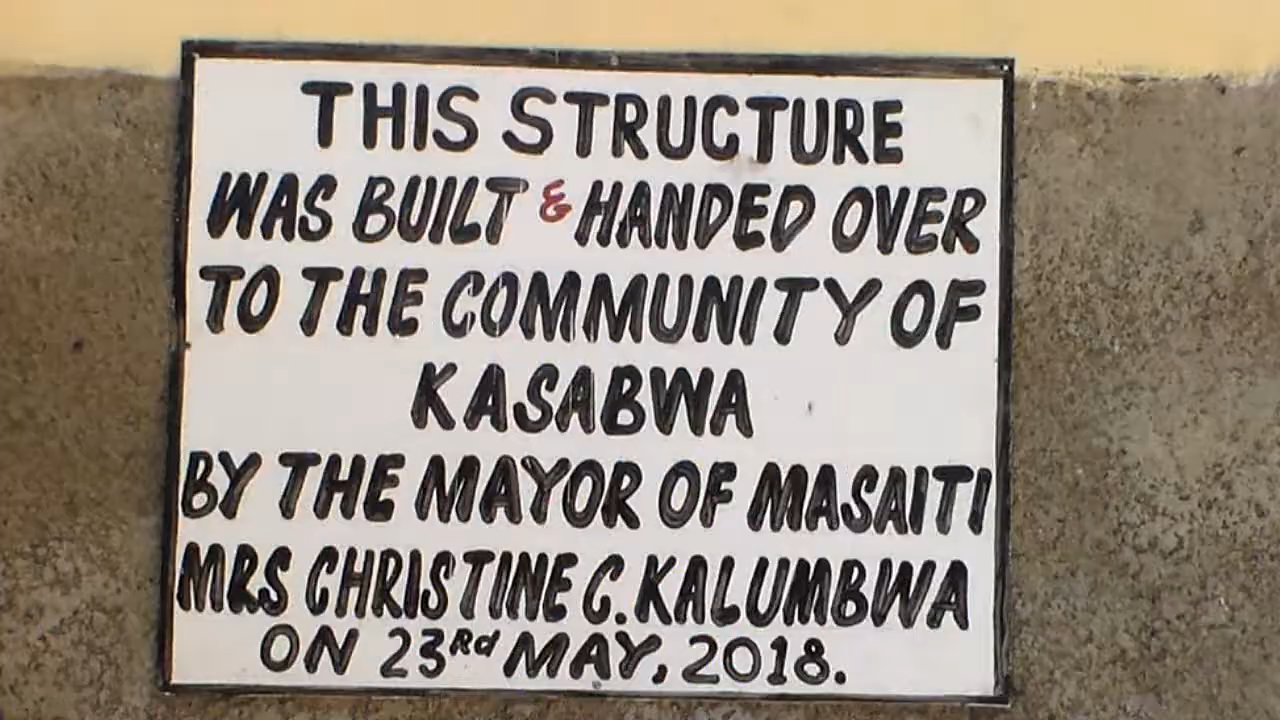 THIS STRUCTURE
WAS BUILT & HANDED OVER
TO THE COMMUNITY OF
KASABWA
BY THE MAYOR OF MASAITI
MRS CHRISTINE C. KALUMBWA
ON 23Rd MAY, 2018.